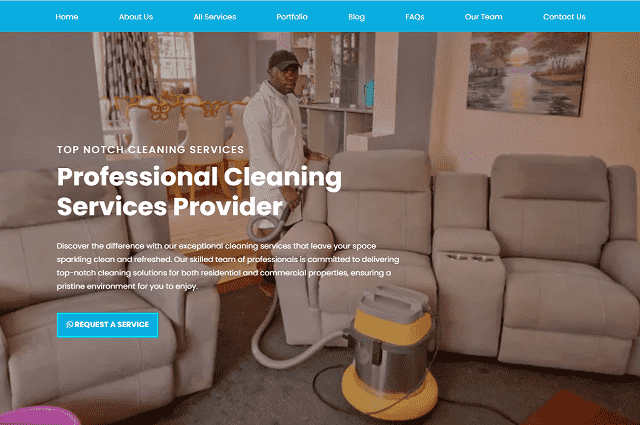 Home About Us All Services Portfolio Blog FAQs Our Team Contact Us
TOP NOTCH CLEANING SERVICES
Professional Cleaning
Services Provider
Discover the difference with our exceptional cleaning services that leave your space
sparkling clean and refreshed. Our skilled team of professionals is committed to delivering
top-notch cleaning solutions for both residential and commercial properties, ensuring a
pristine environment for you to enjoy.
REQUEST A SERVICE